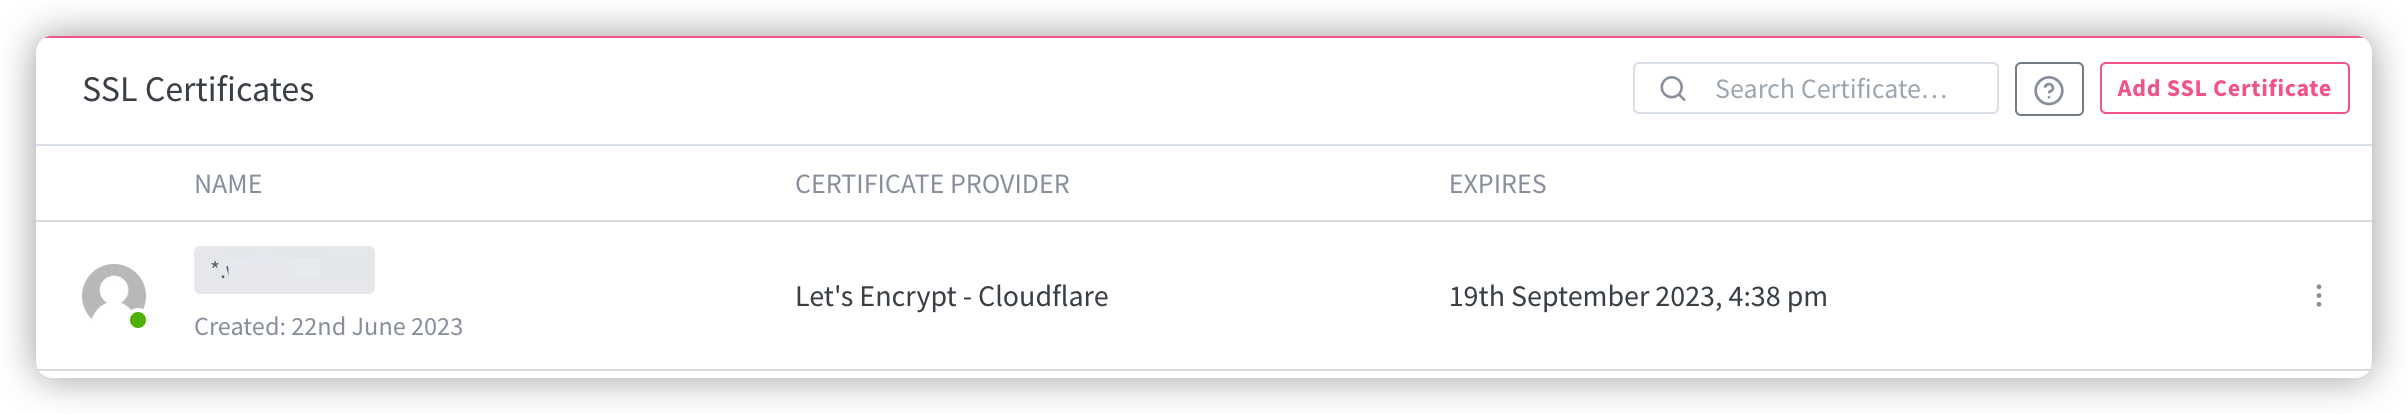 SSL Certificates
Search Certificate...
Add SSL Certificate
NAME
CERTIFICATE PROVIDER
EXPIRES
*.
Let's Encrypt - Cloudflare
19th September 2023, 4:38 pm
Created: 22nd June 2023